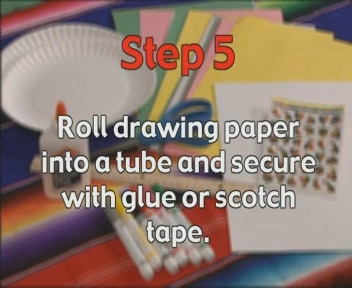 Step 5
Roll drawing paper
into a tube and secure
with glue or scotch
tape.